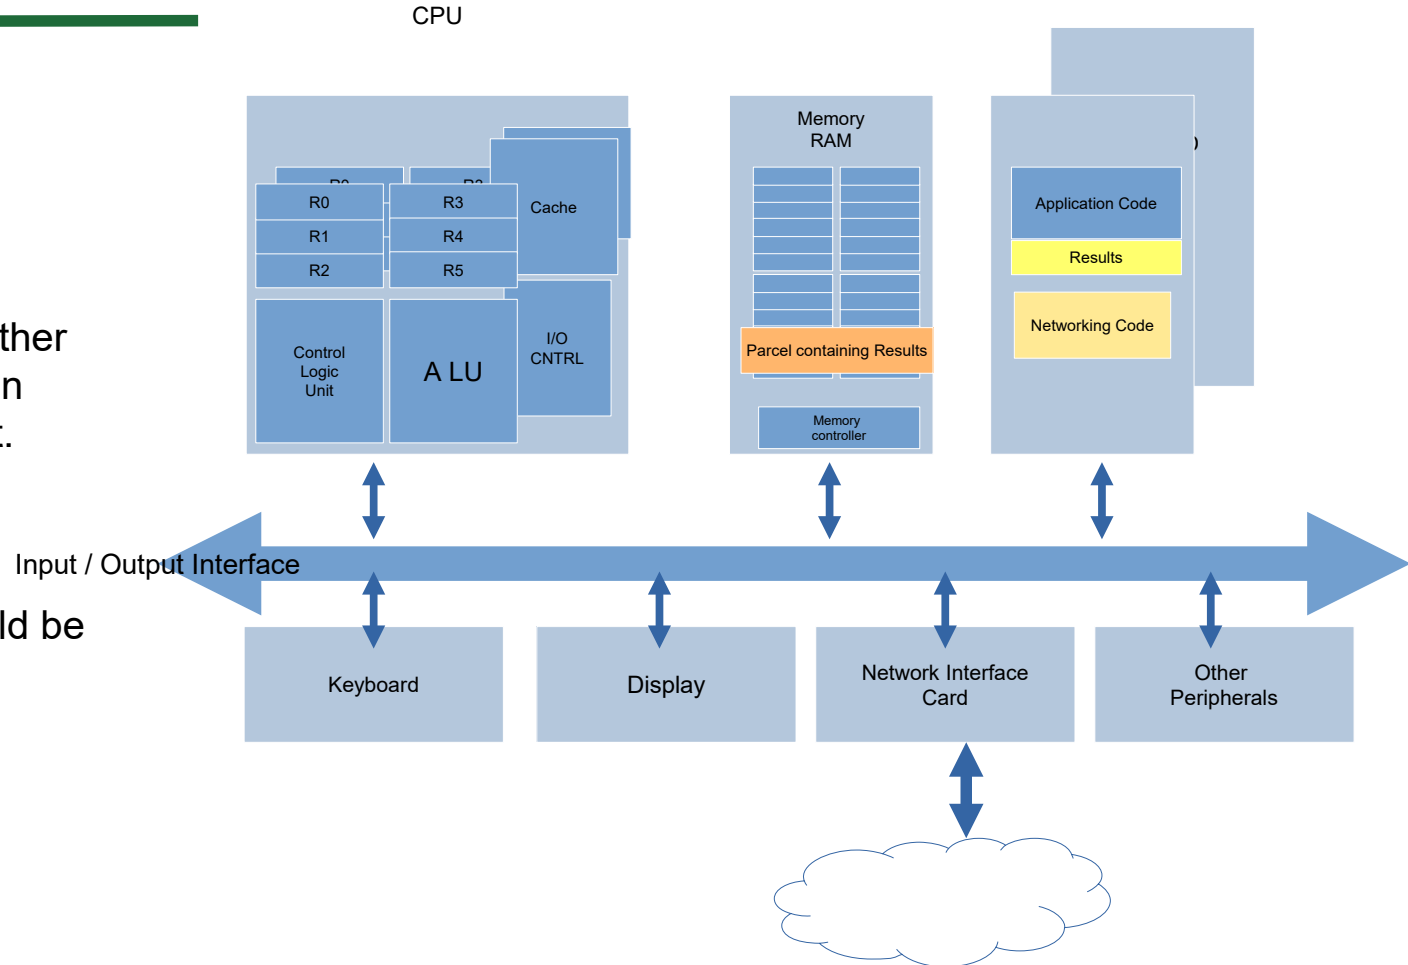 CPU
Memory
RAM
R0
R3
R1
R4
R2
R5
Cache
Control
Logic
Unit
A LU
I/O
CNTRL
Parcel containing Results
Memory
controller
Application Code
Results
Networking Code
ther
n
t.
Input / Output Interface
ld be
Keyboard
Display
Network Interface
Card
Other
Peripherals